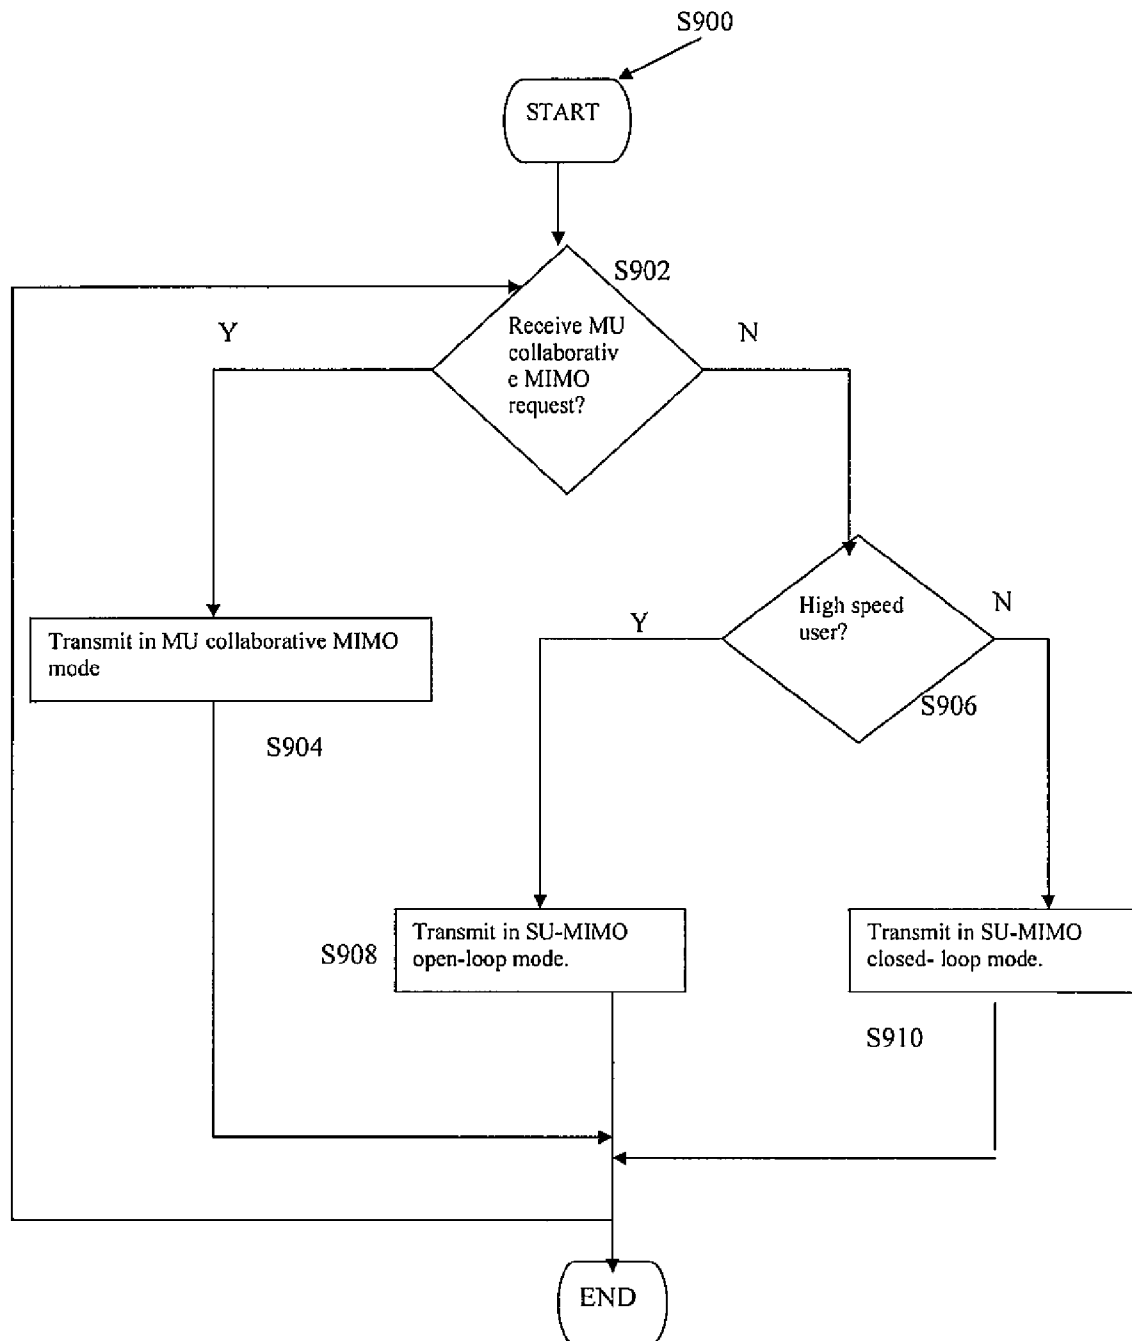 S900
START
S902
Y
Receive MU
collaborativ
e MIMO
request?
N
High speed
user?
Y
N
S906
Transmit in MU collaborative MIMO
mode
S904
S908
Transmit in SU-MIMO
open-loop mode.
Transmit in SU-MIMO
closed- loop mode.
S910
END